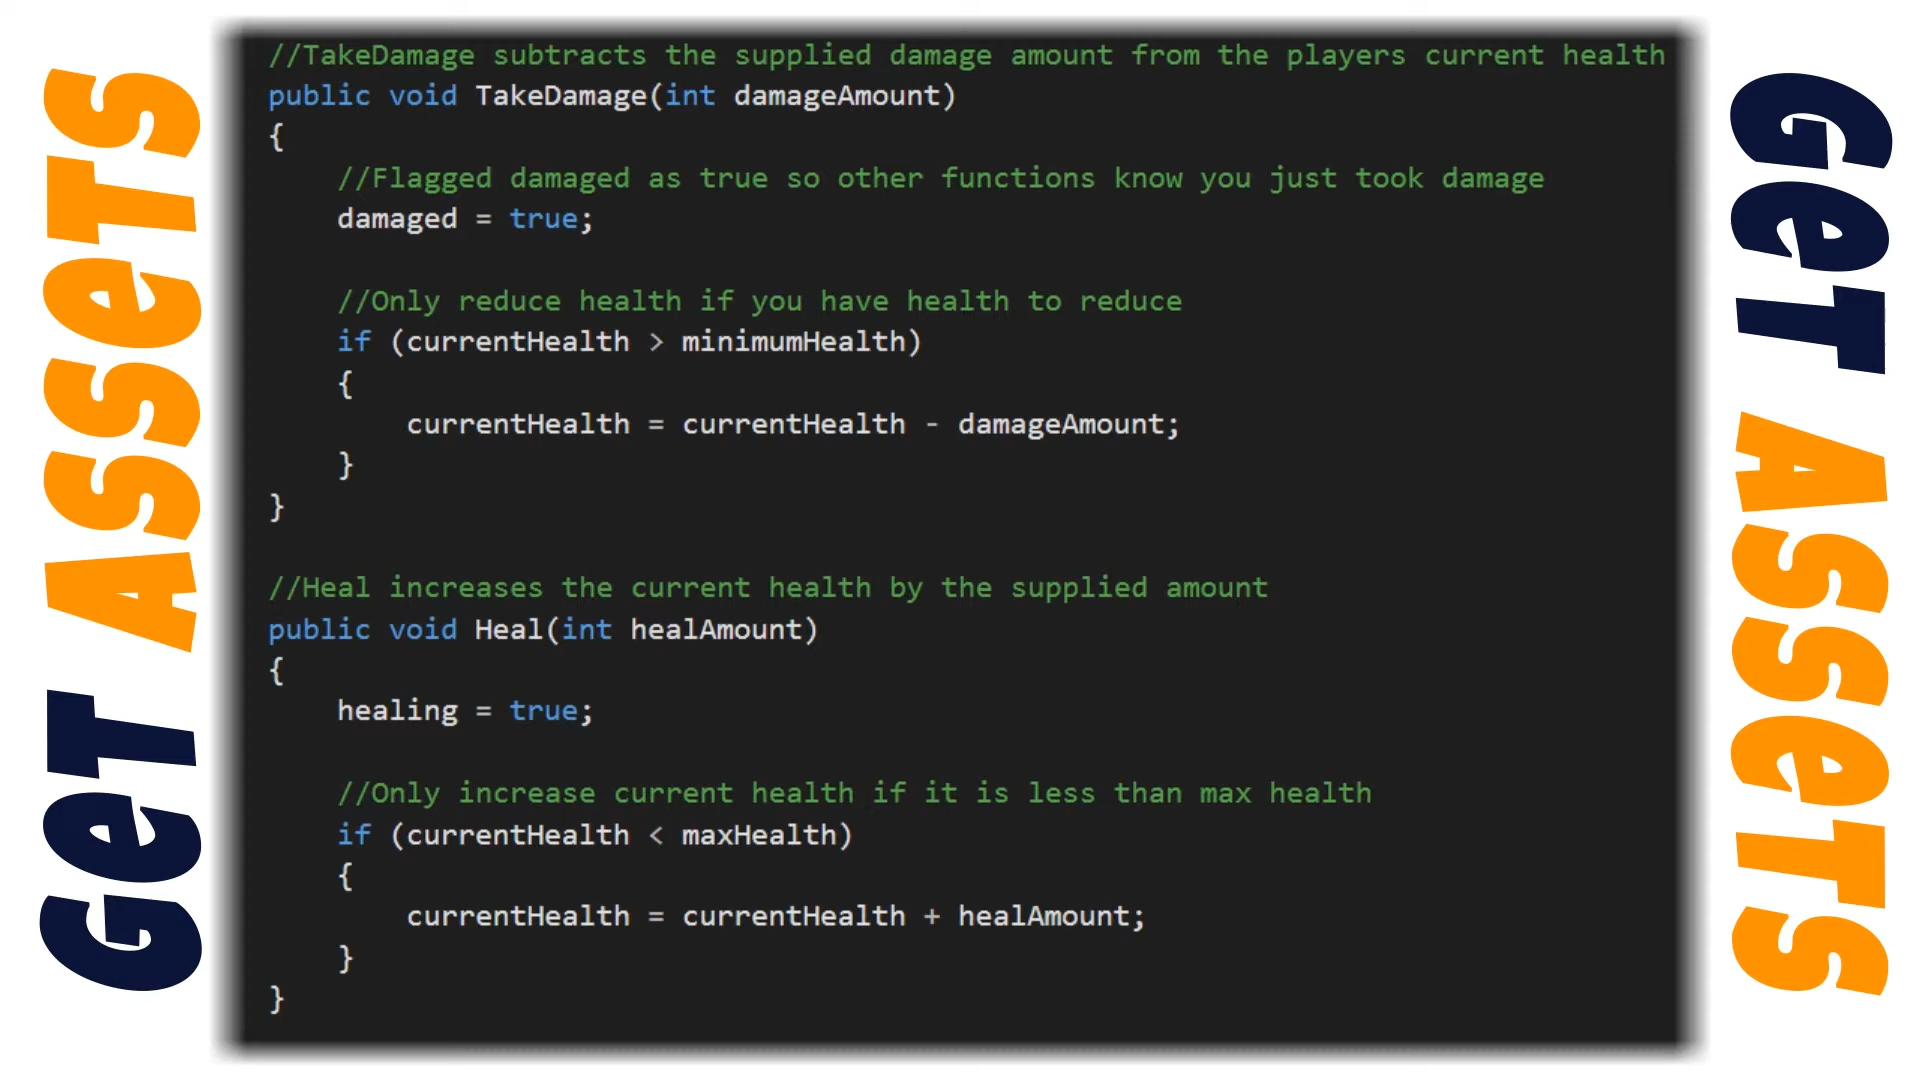 GeT ASSeTS
//TakeDamage subtracts the supplied damage amount from the players current health
public void TakeDamage(int damageAmount)
{
    //Flagged damaged as true so other functions know you just took damage
    damaged = true;

    //Only reduce health if you have health to reduce
    if (currentHealth > minimumHealth)
    {
        currentHealth = currentHealth - damageAmount;
    }
}

//Heal increases the current health by the supplied amount
public void Heal(int healAmount)
{
    healing = true;

    //Only increase current health if it is less than max health
    if (currentHealth < maxHealth)
    {
        currentHealth = currentHealth + healAmount;
    }
}
GeT ASSeTS